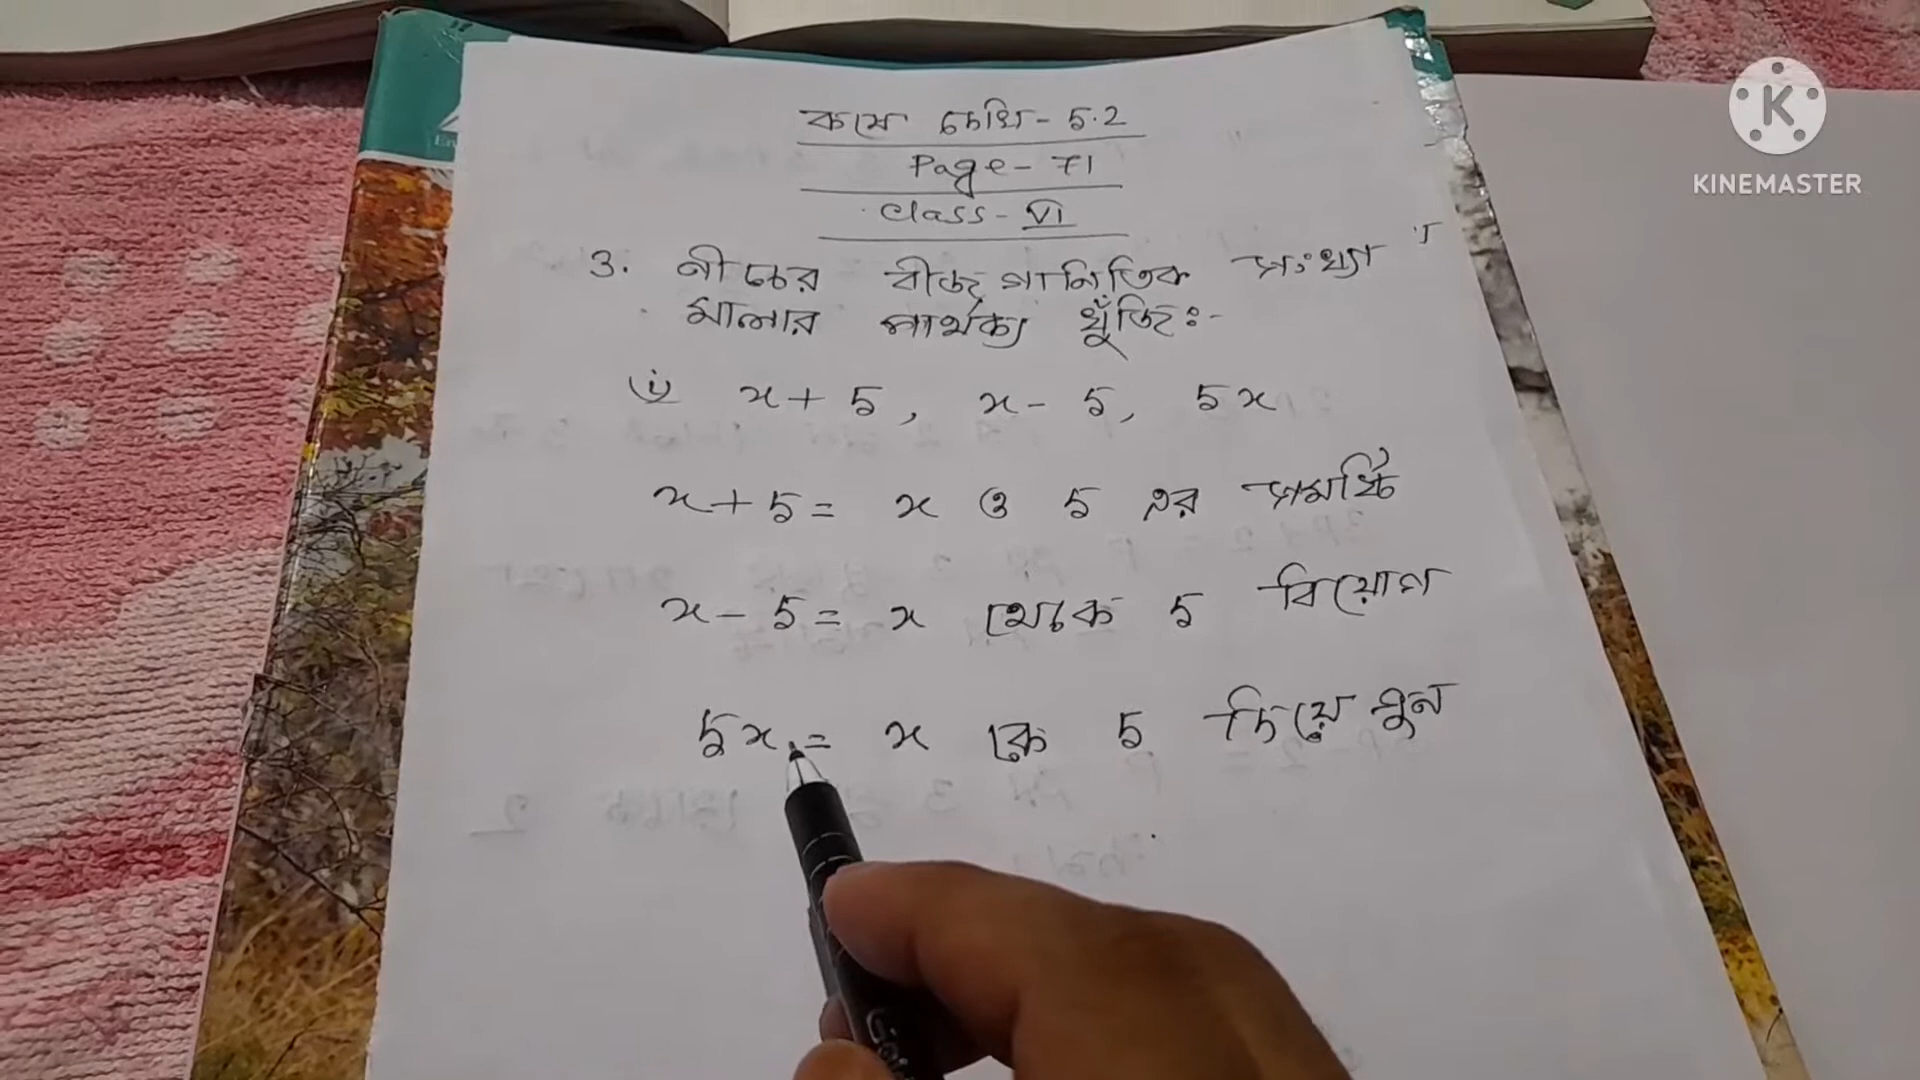 কষে দেখি - 5.2
Page - 71
Class - VI
3. নীচের বীজগানিতিক সংখ্যা
মালার পার্থক্য খুঁজি:-
(i) x + 5, x - 5, 5x
x + 5 = x ও 5 এর সমষ্টি
x - 5 = x থেকে 5 বিয়োগ
5x = x কে 5 দিয়ে গুন
KINEMASTER